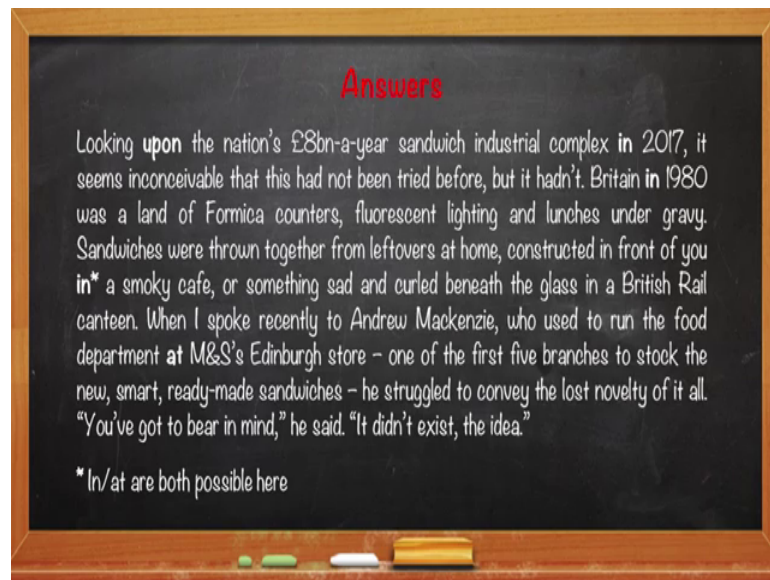 Answers
Looking upon the nation's £8bn-a-year sandwich industrial complex in 2017, it
seems inconceivable that this had not been tried before, but it hadn't. Britain in 1980
was a land of Formica counters, fluorescent lighting and lunches under gravy.
Sandwiches were thrown together from leftovers at home, constructed in front of you
in* a smoky cafe, or something sad and curled beneath the glass in a British Rail
canteen. When I spoke recently to Andrew Mackenzie, who used to run the food
department at M&S's Edinburgh store – one of the first five branches to stock the
new, smart, ready-made sandwiches – he struggled to convey the lost novelty of it all.
“You've got to bear in mind,” he said. “It didn't exist, the idea.”
* In/at are both possible here